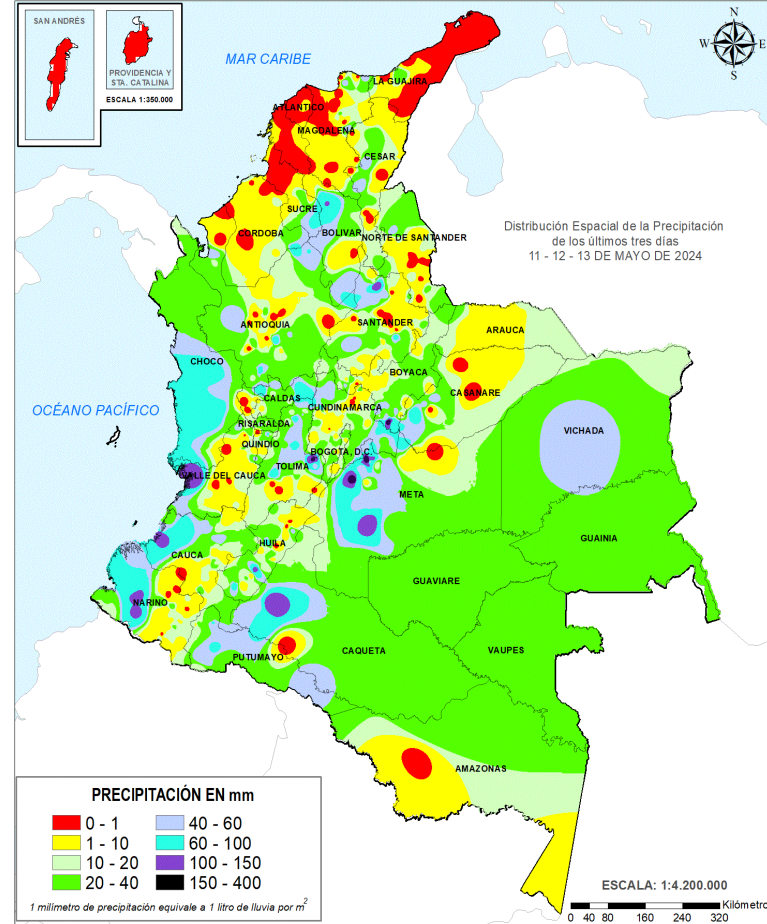 SAN ANDRÉS
PROVIDENCIA Y
STA. CATALINA
ESCALA 1:350.000
MAR CARIBE
N
W
E
S
LA GUAJIRA
ATLANTICO
MAGDALENA
CESAR
SUCRE
CORDOBA
BOLIVAR
NORTE DE SANTANDER
Distribución Espacial de la Precipitación
de los últimos tres días
11 - 12 - 13 DE MAYO DE 2024
ANTIOQUIA
SANTANDER
ARAUCA
CHOCO
BOYACA
CASANARE
OCÉANO PACÍFICO
CALDAS
CUNDINAMARCA
RISARALDA
VICHADA
QUINDIO
BOGOTA, D.C.
TOLIMA
VALLE DEL CAUCA
META
GUAINIA
HUILA
CAUCA
GUAVIARE
NARIÑO
CAQUETA
VAUPES
PUTUMAYO
AMAZONAS
PRECIPITACIÓN EN mm
0 - 1
40 - 60
1 - 10
60 - 100
10 - 20
100 - 150
20 - 40
150 - 400
1 milímetro de precipitación equivale a 1 litro de lluvia por m2
ESCALA: 1:4.200.000
Kilómetros
0 40 80 160 240 320